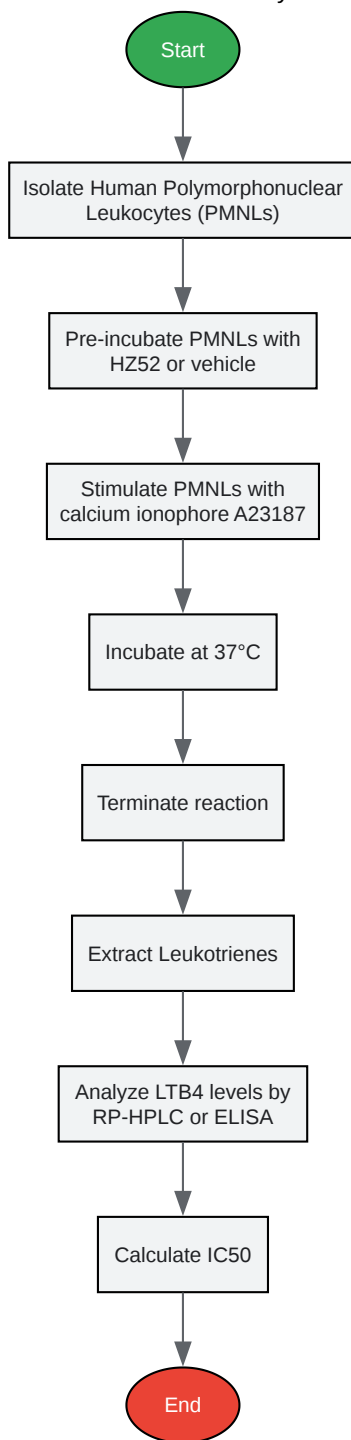 Start
Isolate Human Polymorphonuclear
Leukocytes (PMNLs)
Pre-incubate PMNLs with
HZ52 or vehicle
Stimulate PMNLs with
calcium ionophore A23187
Incubate at 37°C
Terminate reaction
Extract Leukotrienes
Analyze LTB4 levels by
RP-HPLC or ELISA
Calculate IC50
End